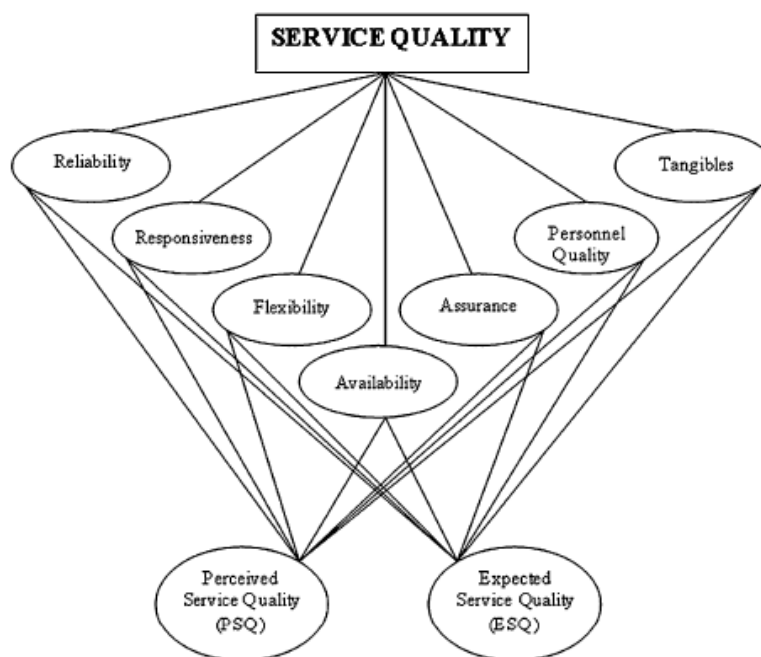 SERVICE QUALITY
Reliability
Tangibles
Responsiveness
Personnel
Quality
Flexibility
Assurance
Availability
Perceived
Service Quality
(PSQ)
Expected
Service Quality
(ESQ)